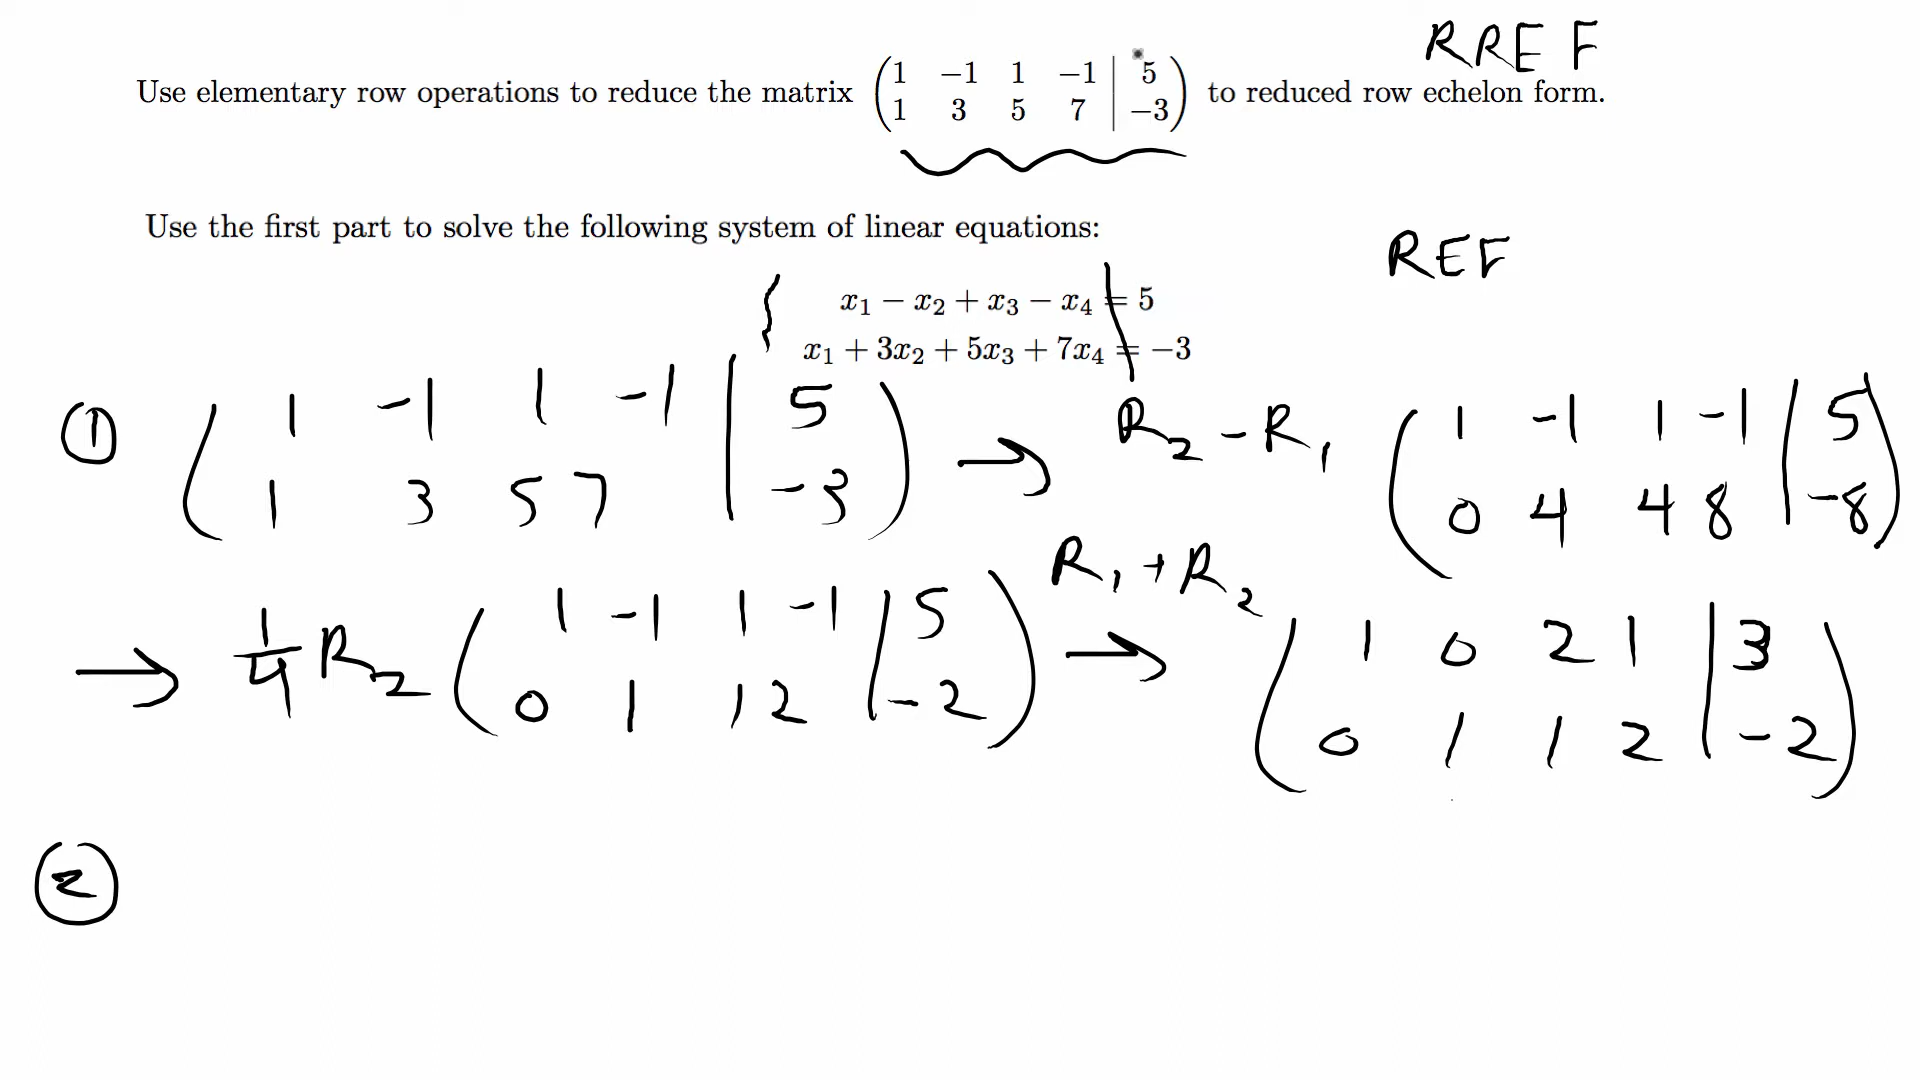 RREF
Use elementary row operations to reduce the matrix (1 −1 1 −1 | 5
1 3 5 7 | −3) to reduced row echelon form.
Use the first part to solve the following system of linear equations:
REF
{ x₁ − x₂ + x₃ − x₄ = 5
x₁ + 3x₂ + 5x₃ + 7x₄ = −3
① (1 -1 1 -1 | 5
1 3 5 7 | -3) → R₂ - R₁ (1 -1 1 -1 | 5
0 4 4 8 | -8)
→ 1/4 R₂ (1 -1 1 -1 | 5
0 1 1 2 | -2) R₁ + R₂ → (1 0 2 1 | 3
0 1 1 2 | -2)
②